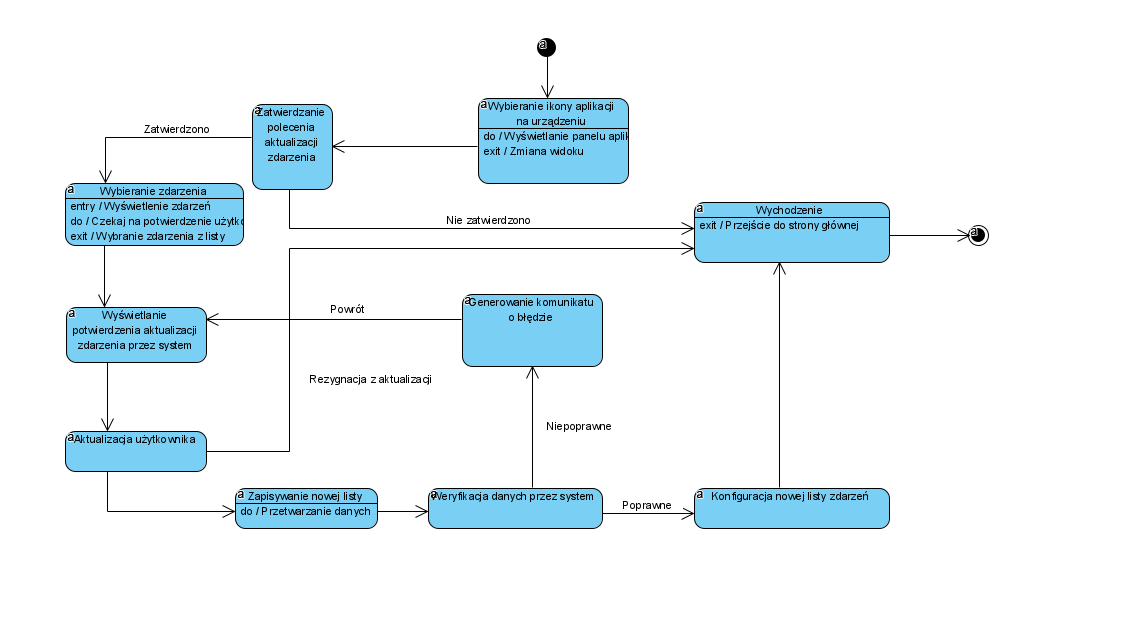 a
a
Wybieranie ikony aplikacji
na urządzeniu
do / Wyświetlanie panelu aplik
exit / Zmiana widoku
a
Zatwierdzanie
polecenia
aktualizacji
zdarzenia
Zatwierdzono
a
Wybieranie zdarzenia
entry / Wyświetlenie zdarzeń
do / Czekaj na potwierdzenie użytko
exit / Wybranie zdarzenia z listy
Nie zatwierdzono
a
Wychodzenie
exit / Przejście do strony głównej
a
a
Wyświetlanie
potwierdzenia aktualizacji
zdarzenia przez system
Powrót
a
Generowanie komunikatu
o błędzie
Rezygnacja z aktualizacji
a
Aktualizacja użytkownika
Niepoprawne
a
Zapisywanie nowej listy
do / Przetwarzanie danych
a
Weryfikacja danych przez system
Poprawne
a
Konfiguracja nowej listy zdarzeń